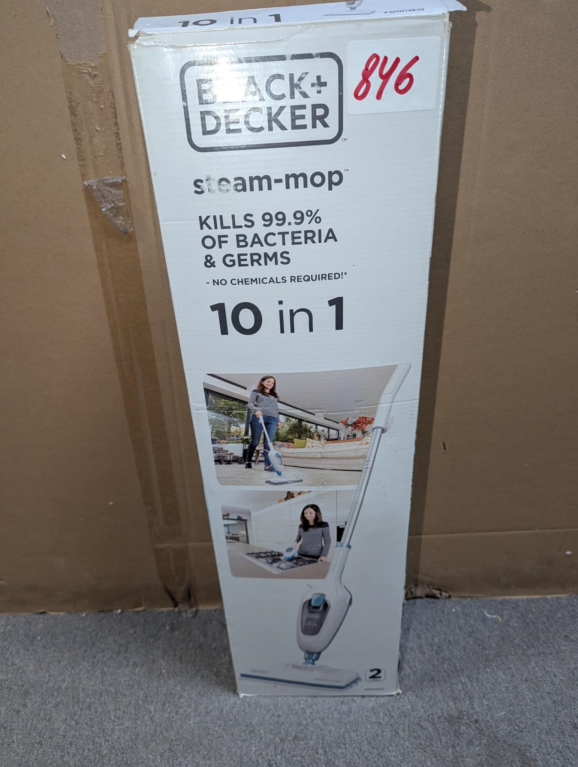 10 in 1
846
BLACK+
DECKER
steam-mop™
KILLS 99.9%
OF BACTERIA
& GERMS
- NO CHEMICALS REQUIRED!*
10 in 1
2